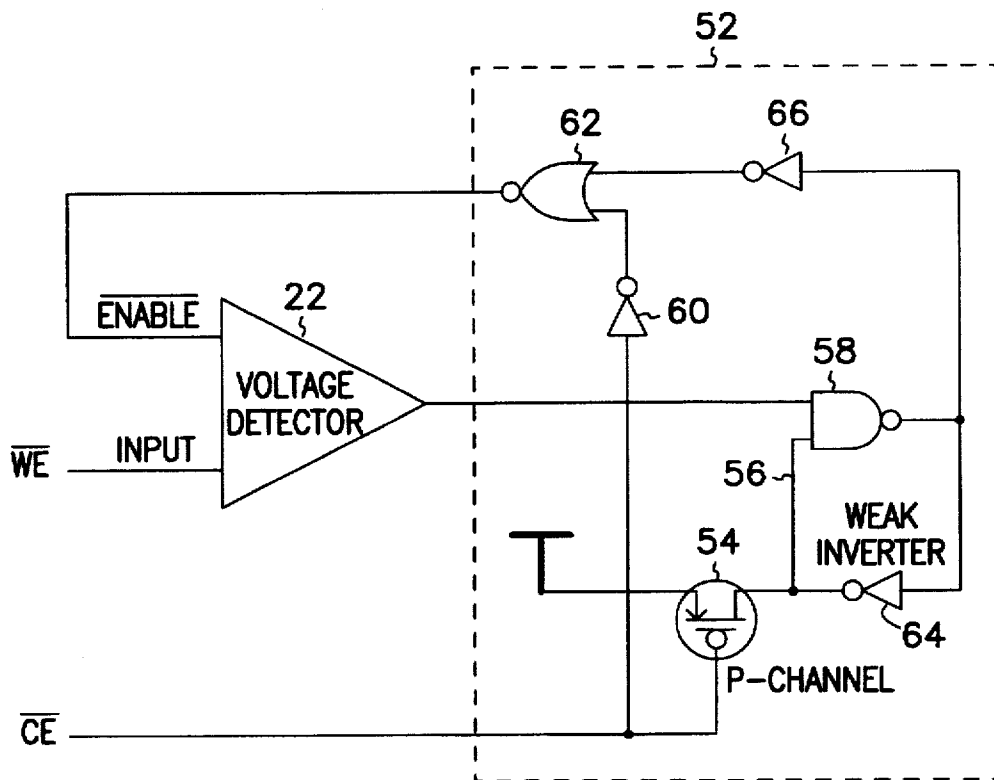 52
62
66
ENABLE
22
60
58
VOLTAGE
DETECTOR
WE
INPUT
56
WEAK
INVERTER
54
64
P-CHANNEL
CE